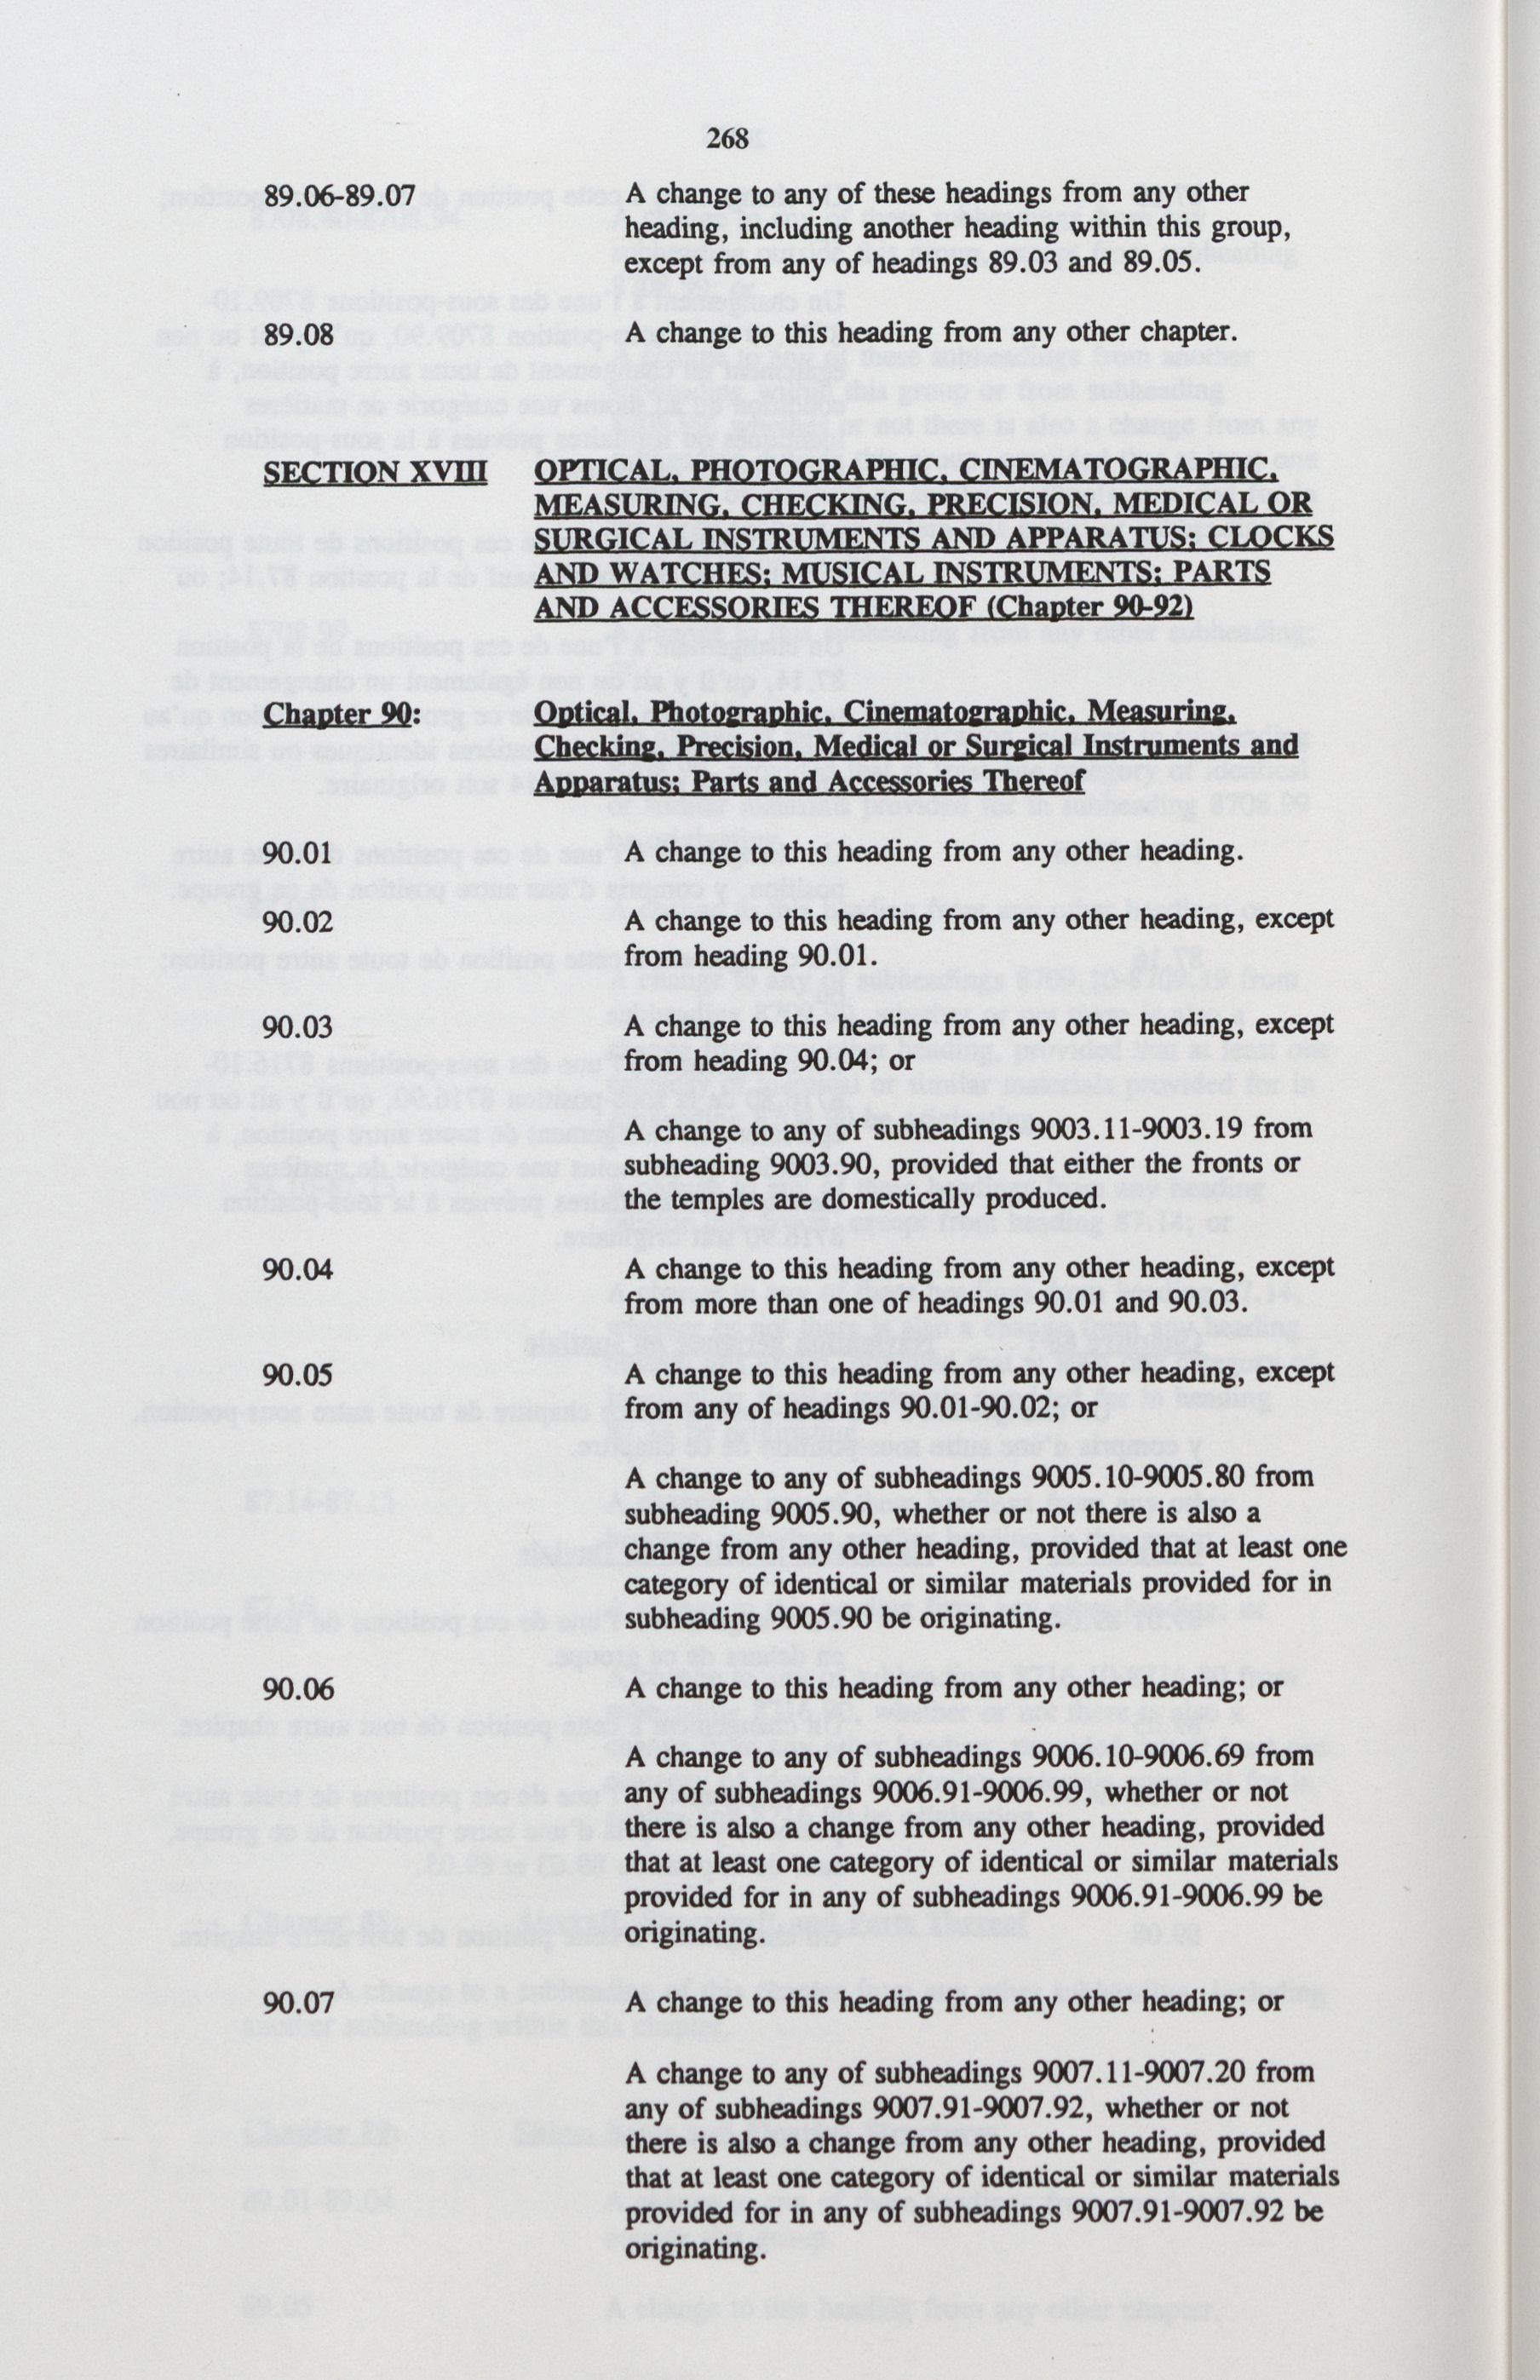 268
89.06-89.07 A change to any of these headings from any other
heading, including another heading within this group,
except from any of headings 89.03 and 89.05.
89.08 A change to this heading from any other chapter.
SECTION XVIII OPTICAL, PHOTOGRAPHIC, CINEMATOGRAPHIC,
MEASURING, CHECKING, PRECISION, MEDICAL OR
SURGICAL INSTRUMENTS AND APPARATUS; CLOCKS
AND WATCHES; MUSICAL INSTRUMENTS; PARTS
AND ACCESSORIES THEREOF (Chapter 90-92)
Chapter 90: Optical, Photographic, Cinematographic, Measuring,
Checking, Precision, Medical or Surgical Instruments and
Apparatus; Parts and Accessories Thereof
90.01 A change to this heading from any other heading.
90.02 A change to this heading from any other heading, except
from heading 90.01.
90.03 A change to this heading from any other heading, except
from heading 90.04; or
A change to any of subheadings 9003.11-9003.19 from
subheading 9003.90, provided that either the fronts or
the temples are domestically produced.
90.04 A change to this heading from any other heading, except
from more than one of headings 90.01 and 90.03.
90.05 A change to this heading from any other heading, except
from any of headings 90.01-90.02; or
A change to any of subheadings 9005.10-9005.80 from
subheading 9005.90, whether or not there is also a
change from any other heading, provided that at least one
category of identical or similar materials provided for in
subheading 9005.90 be originating.
90.06 A change to this heading from any other heading; or
A change to any of subheadings 9006.10-9006.69 from
any of subheadings 9006.91-9006.99, whether or not
there is also a change from any other heading, provided
that at least one category of identical or similar materials
provided for in any of subheadings 9006.91-9006.99 be
originating.
90.07 A change to this heading from any other heading; or
A change to any of subheadings 9007.11-9007.20 from
any of subheadings 9007.91-9007.92, whether or not
there is also a change from any other heading, provided
that at least one category of identical or similar materials
provided for in any of subheadings 9007.91-9007.92 be
originating.